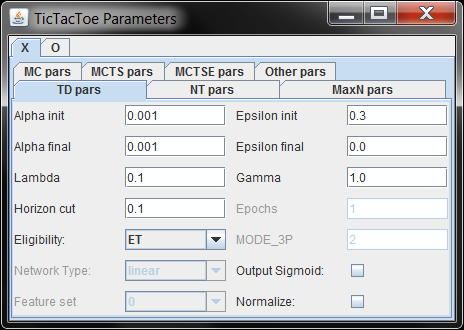 TicTacToe Parameters
X O
MC pars MCTS pars MCTSE pars Other pars
TD pars NT pars MaxN pars
Alpha init 0.001 Epsilon init 0.3
Alpha final 0.001 Epsilon final 0.0
Lambda 0.1 Gamma 1.0
Horizon cut 0.1 Epochs 1
Eligibility: ET MODE_3P 2
Network Type: linear Output Sigmoid:
Feature set 0 Normalize: